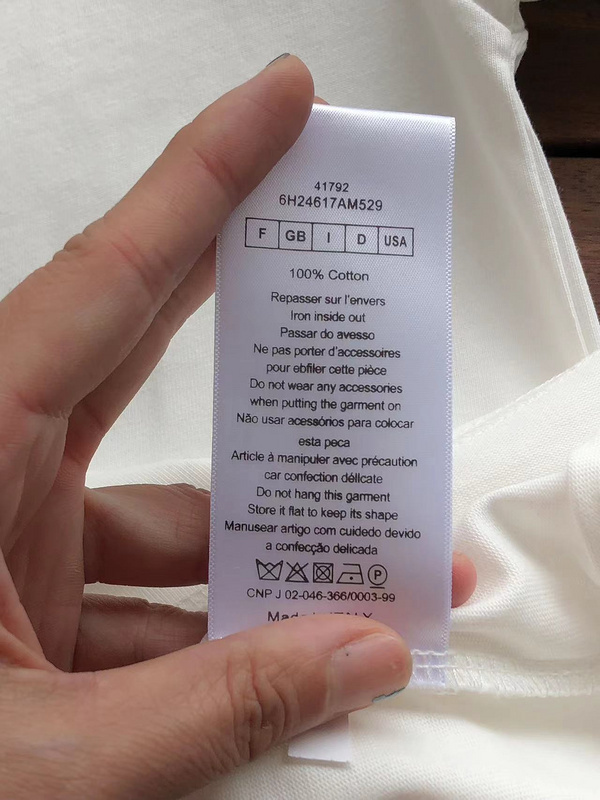 41792
6H24617AM529
F GB I D USA
100% Cotton
Repasser sur l'envers
Iron inside out
Passar do avesso
Ne pas porter d'accessoires
pour ebfiler cette pièce
Do not wear any accessories
when putting the garment on
Não usar acessórios para colocar
esta peca
Article à manipuler avec précaution
car confection délicate
Do not hang this garment
Store it flat to keep its shape
Manusear artigo com cuidedo devido
a confecção delicada
P
CNP J 02-046-366/0003-99